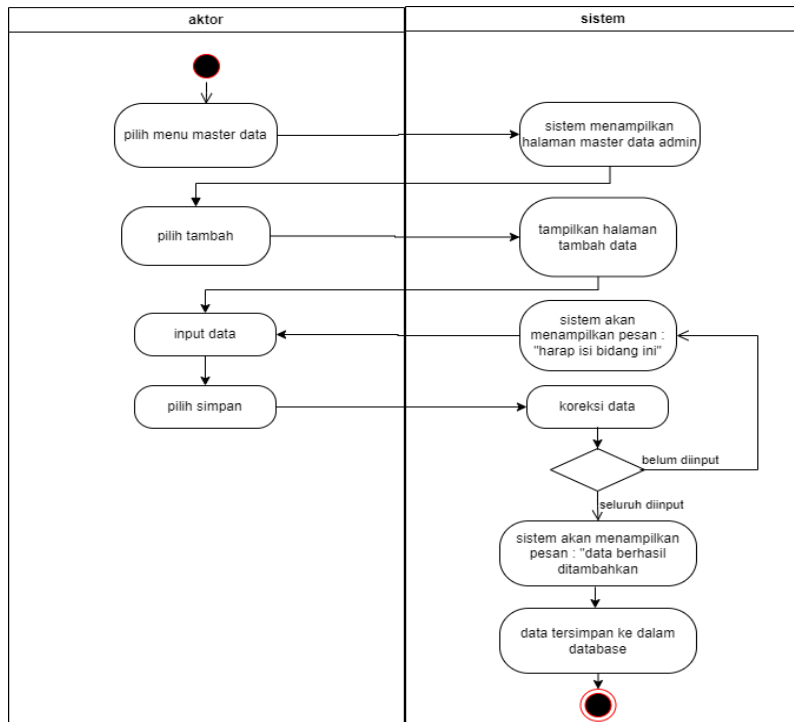 aktor
sistem
pilih menu master data
sistem menampilkan
halaman master data admin
pilih tambah
tampilkan halaman
tambah data
input data
sistem akan
menampilkan pesan :
"harap isi bidang ini"
pilih simpan
koreksi data
belum diinput
seluruh diinput
sistem akan menampilkan
pesan : "data berhasil
ditambahkan
data tersimpan ke dalam
database